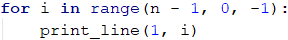 for i in range(n - 1, 0, -1):
    print_line(1, i)